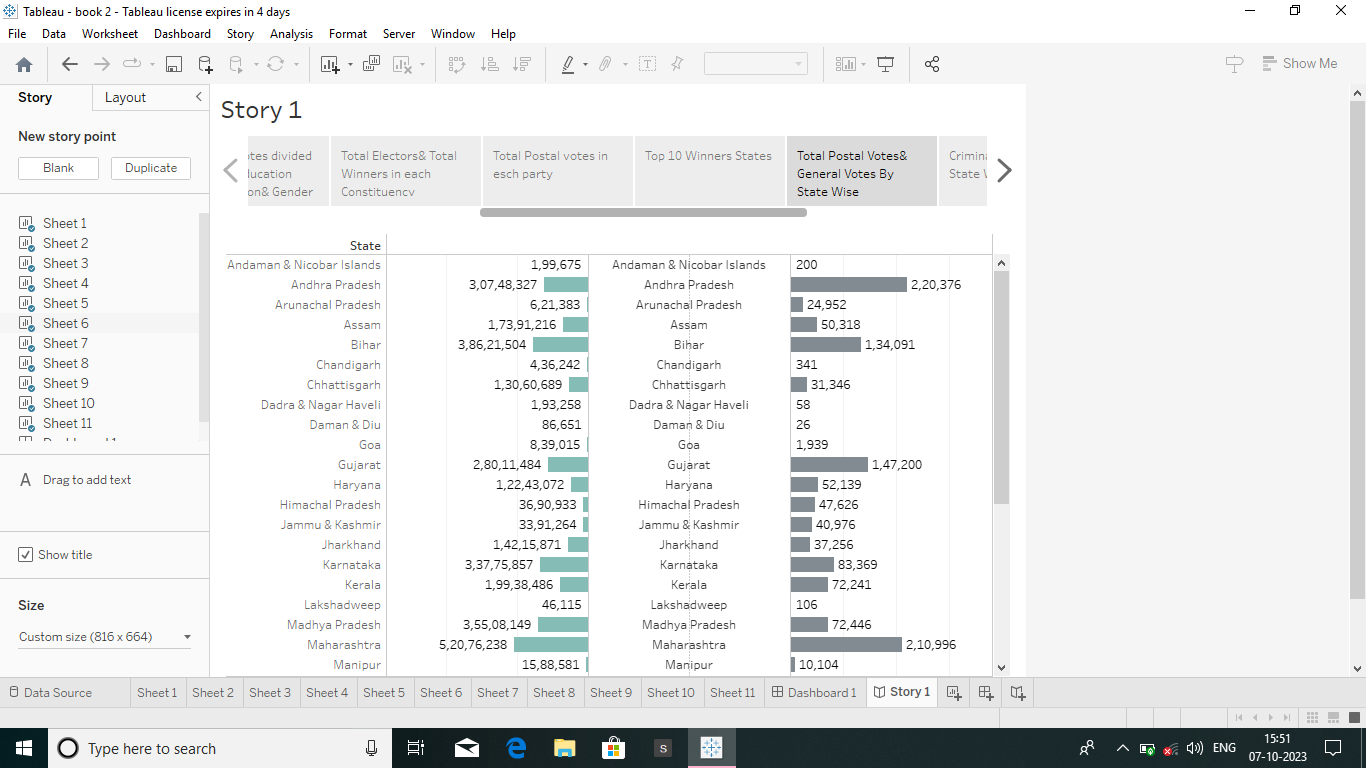 Tableau - book 2 - Tableau license expires in 4 days
File Data Worksheet Dashboard Story Analysis Format Server Window Help
Show Me
Story Layout
New story point
Blank Duplicate
Sheet 1
Sheet 2
Sheet 3
Sheet 4
Sheet 5
Sheet 6
Sheet 7
Sheet 8
Sheet 9
Sheet 10
Sheet 11
A Drag to add text
Show title
Size
Custom size (816 x 664)
Story 1
divided
Gender
Total Electors& Total
Winners in each
Constituency
Total Postal votes in
esch party
Top 10 Winners States
Total Postal Votes&
General Votes By
State Wise
State
State
Andaman & Nicobar Islands 1,99,675 Andaman & Nicobar Islands 200
Andhra Pradesh 3,07,48,327 Andhra Pradesh 2,20,376
Arunachal Pradesh 6,21,383 Arunachal Pradesh 24,952
Assam 1,73,91,216 Assam 50,318
Bihar 3,86,21,504 Bihar 1,34,091
Chandigarh 4,36,242 Chandigarh 341
Chhattisgarh 1,30,60,689 Chhattisgarh 31,346
Dadra & Nagar Haveli 1,93,258 Dadra & Nagar Haveli 58
Daman & Diu 86,651 Daman & Diu 26
Goa 8,39,015 Goa 1,939
Gujarat 2,80,11,484 Gujarat 1,47,200
Haryana 1,22,43,072 Haryana 52,139
Himachal Pradesh 36,90,933 Himachal Pradesh 47,626
Jammu & Kashmir 33,91,264 Jammu & Kashmir 40,976
Jharkhand 1,42,15,871 Jharkhand 37,256
Karnataka 3,37,75,857 Karnataka 83,369
Kerala 1,99,38,486 Kerala 72,241
Lakshadweep 46,115 Lakshadweep 106
Madhya Pradesh 3,55,08,149 Madhya Pradesh 72,446
Maharashtra 5,20,76,238 Maharashtra 2,10,996
Manipur 15,88,581 Manipur 10,104
Data Source Sheet 1 Sheet 2 Sheet 3 Sheet 4 Sheet 5 Sheet 6 Sheet 7 Sheet 8 Sheet 9 Sheet 10 Sheet 11 Dashboard 1 Story 1
Type here to search
S
ENG
15:51
07-10-2023